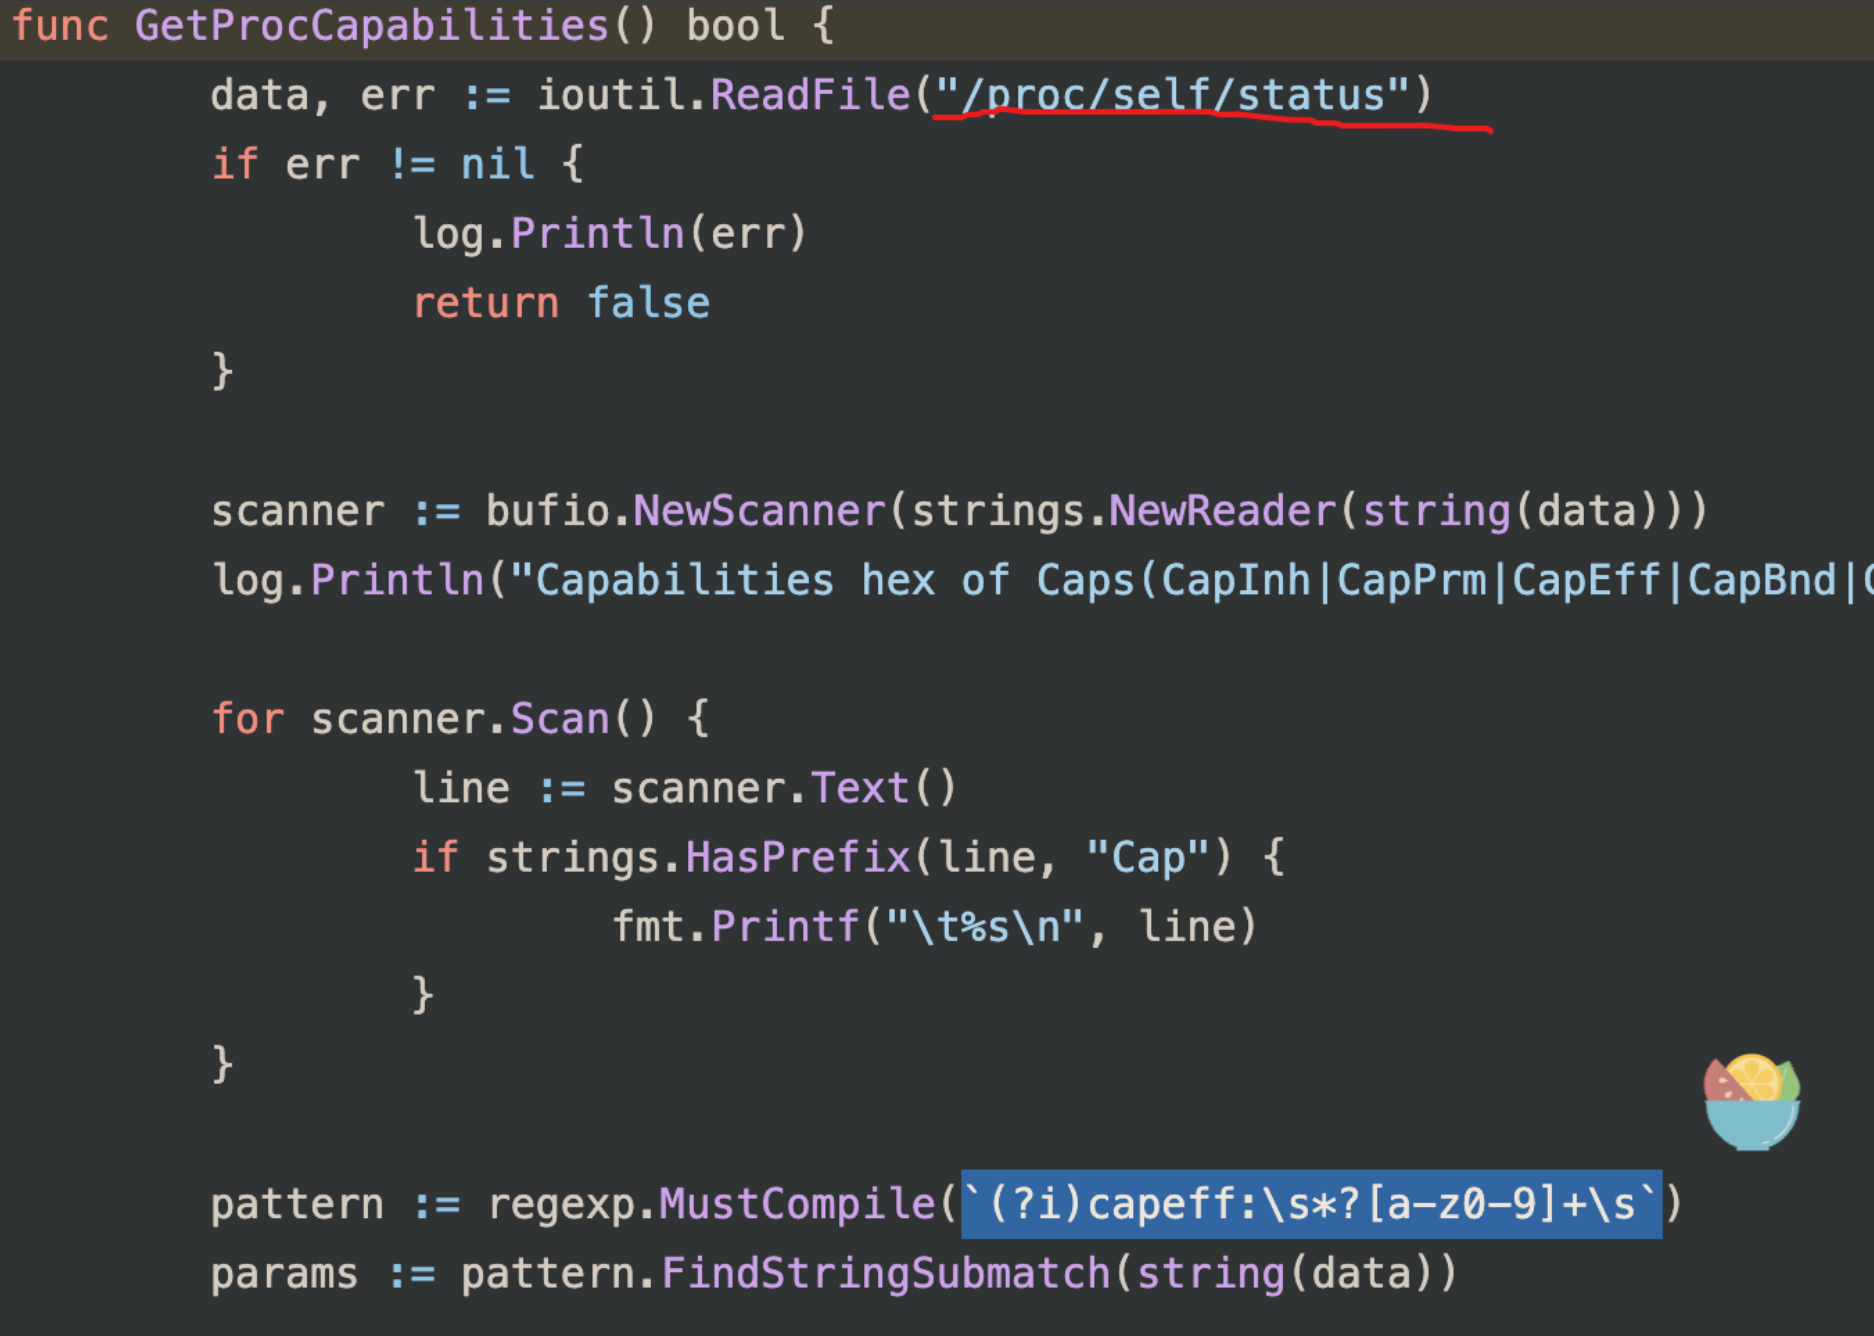 func GetProcCapabilities() bool {
data, err := ioutil.ReadFile("/proc/self/status")
if err != nil {
log.Println(err)
return false
}
scanner := bufio.NewScanner(strings.NewReader(string(data)))
log.Println("Capabilities hex of Caps(CapInh|CapPrm|CapEff|CapBnd|
for scanner.Scan() {
line := scanner.Text()
if strings.HasPrefix(line, "Cap") {
fmt.Printf("\t%s\n", line)
}
}
pattern := regexp.MustCompile(`(?i)capeff:\s*?[a-z0-9]+\s`)
params := pattern.FindStringSubmatch(string(data))